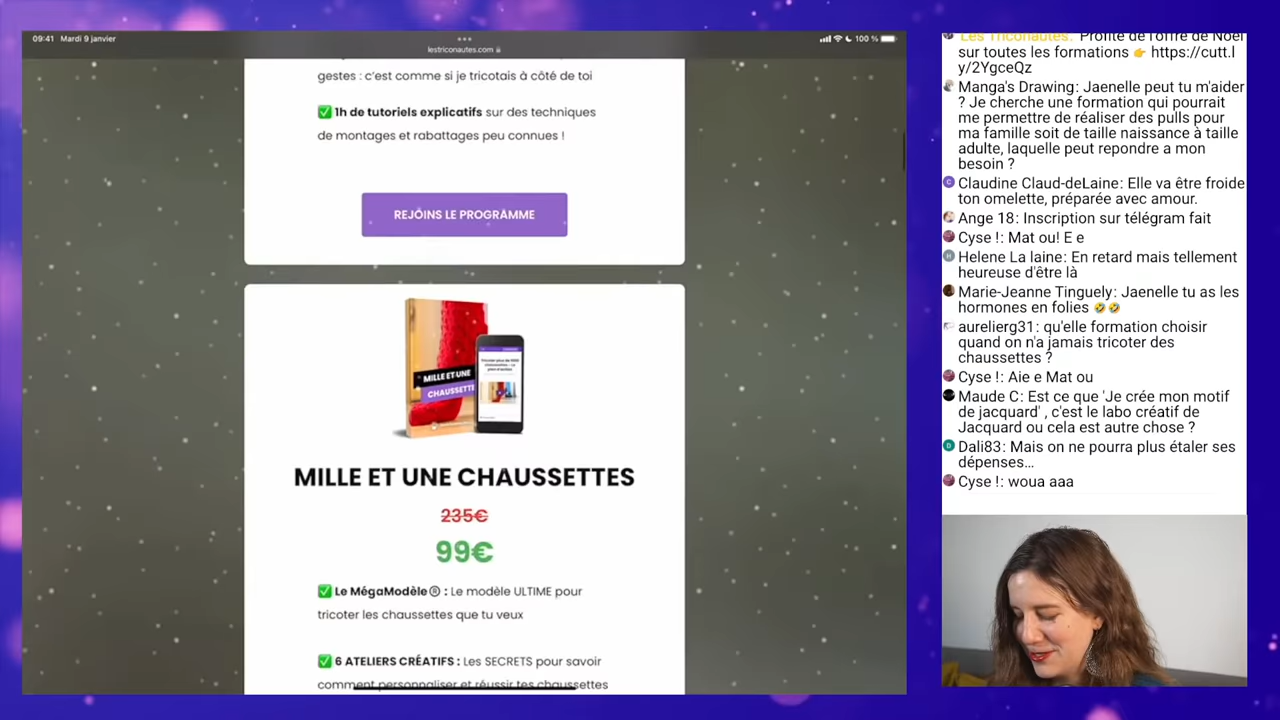 09:41 Mardi 9 janvier
100 %
lestriconautes.com
gestes : c'est comme si je tricotais à côté de toi
✅ 1h de tutoriels explicatifs sur des techniques
de montages et rabattages peu connues !
REJOINS LE PROGRAMME
MILLE ET UNE
CHAUSSETTE
MILLE ET UNE CHAUSSETTES
235€
99€
✅ Le MégaModèle® : Le modèle ULTIME pour
tricoter les chaussettes que tu veux
✅ 6 ATELIERS CRÉATIFS : Les SECRETS pour savoir
comment personnaliser et réussir tes chaussettes
Les Triconautes: Profite de l'offre de Noël
sur toutes les formations 👉 https://cutt.l
y/2YgceQz
Manga's Drawing: Jaenelle peut tu m'aider
? Je cherche une formation qui pourrait
me permettre de réaliser des pulls pour
ma famille soit de taille naissance à taille
adulte, laquelle peut repondre a mon
besoin ?
C Claudine Claud-deLaine: Elle va être froide
ton omelette, préparée avec amour.
Ange 18: Inscription sur télégram fait
Cyse !: Mat ou! E e
H Helene La laine: En retard mais tellement
heureuse d'être là
Marie-Jeanne Tinguely: Jaenelle tu as les
hormones en folies 🤣🤣
aurelierg31: qu'elle formation choisir
quand on n'a jamais tricoter des
chaussettes ?
Cyse !: Aie e Mat ou
Maude C: Est ce que 'Je crée mon motif
de jacquard' , c'est le labo créatif de
Jacquard ou cela est autre chose ?
D Dali83: Mais on ne pourra plus étaler ses
dépenses…
Cyse !: woua aaa